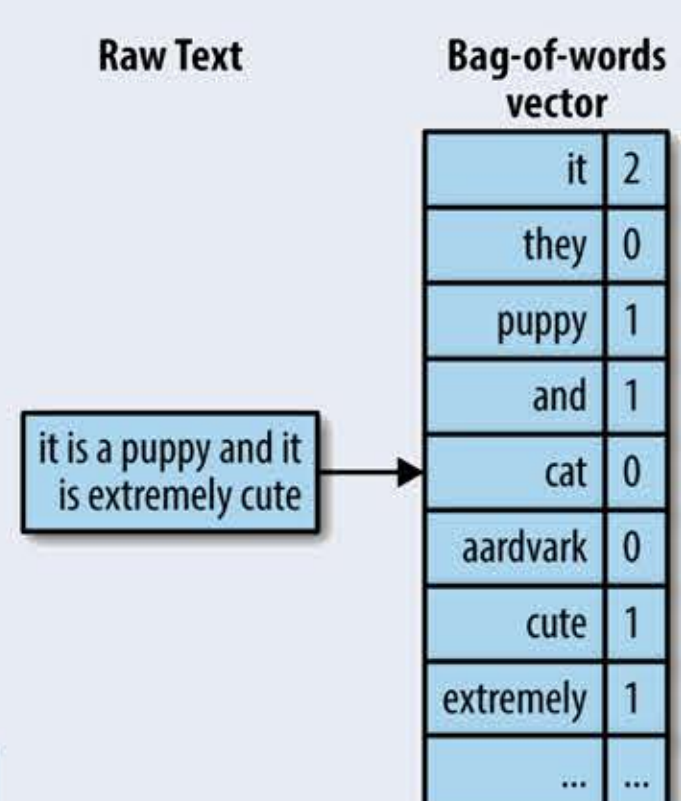 Raw Text
Bag-of-words
vector
it is a puppy and it
is extremely cute
it 2
they 0
puppy 1
and 1
cat 0
aardvark 0
cute 1
extremely 1
... ...